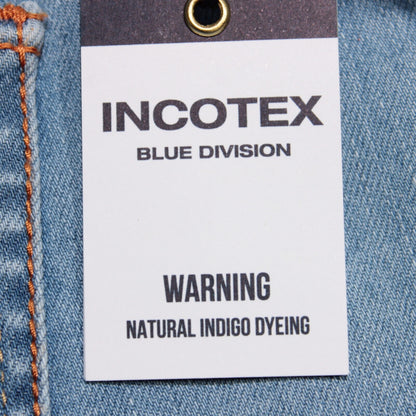 INCOTEX
BLUE DIVISION
WARNING
NATURAL INDIGO DYEING